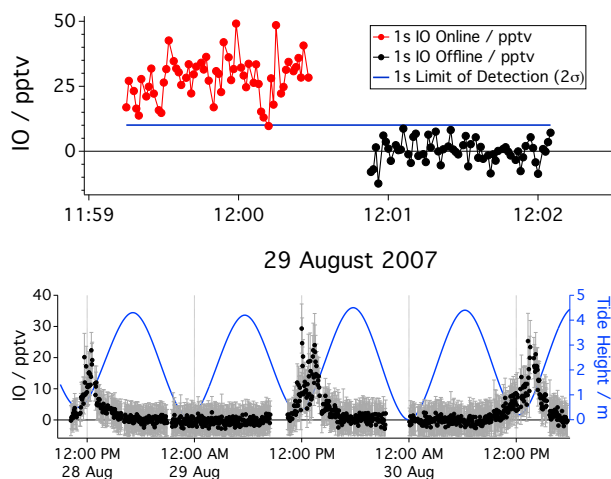 50
25
0
IO / pptv
1s IO Online / pptv
1s IO Offline / pptv
1s Limit of Detection (2σ)
11:59
12:00
12:01
12:02
29 August 2007
40
30
20
10
0
IO / pptv
5
4
3
2
1
0
Tide Height / m
12:00 PM
28 Aug
12:00 AM
29 Aug
12:00 PM
12:00 AM
30 Aug
12:00 PM